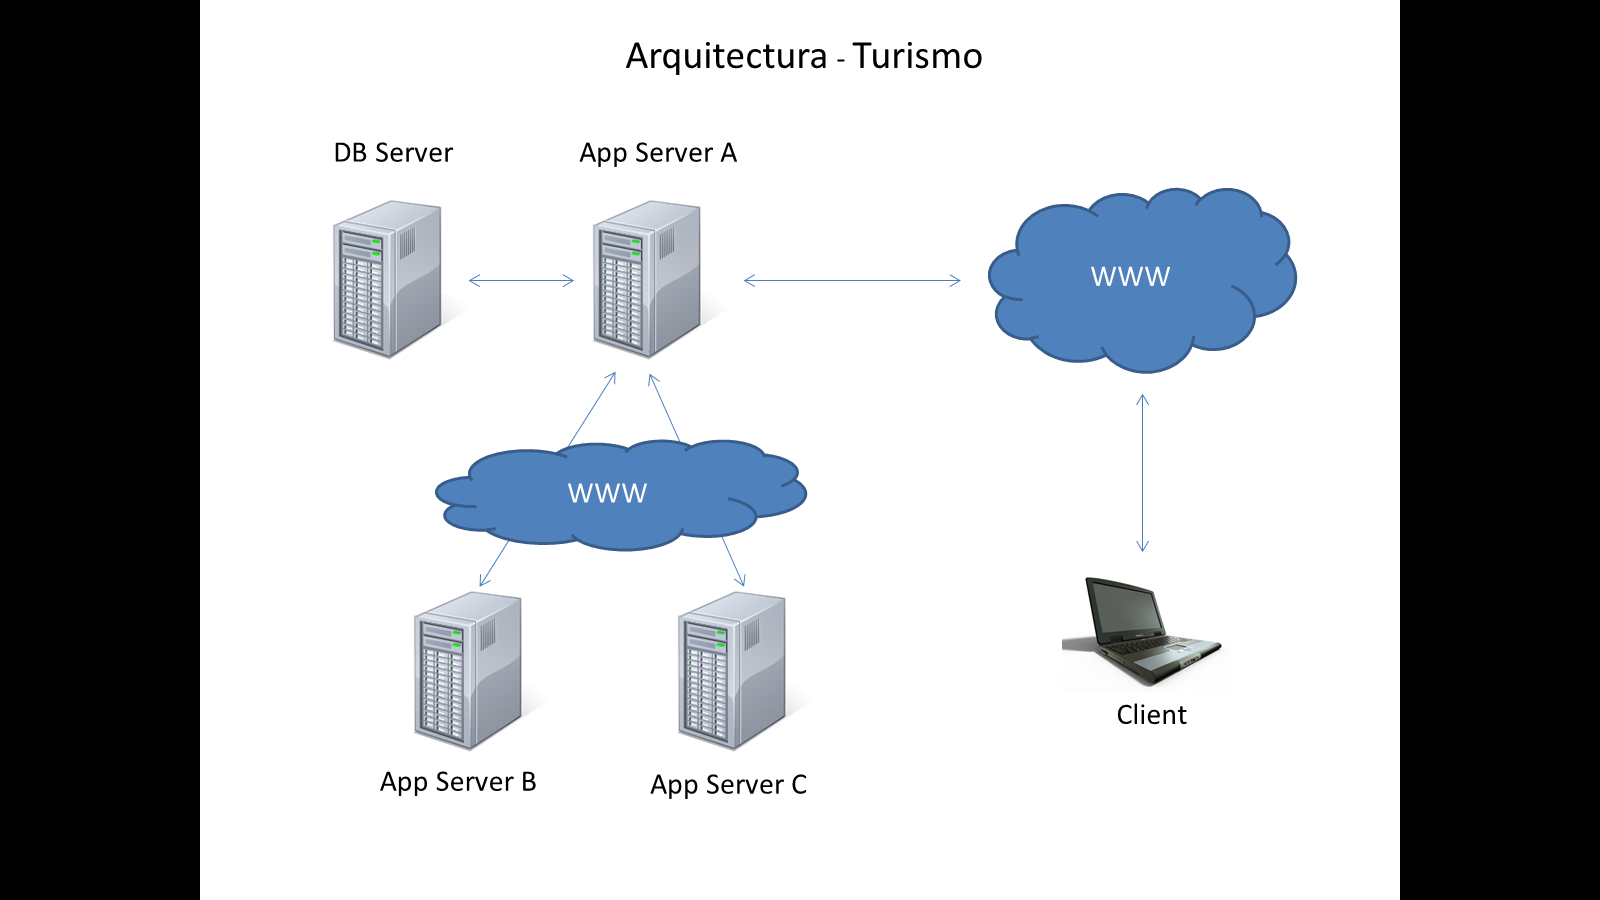 Arquitectura - Turismo
DB Server
App Server A
WWW
WWW
Client
App Server B
App Server C